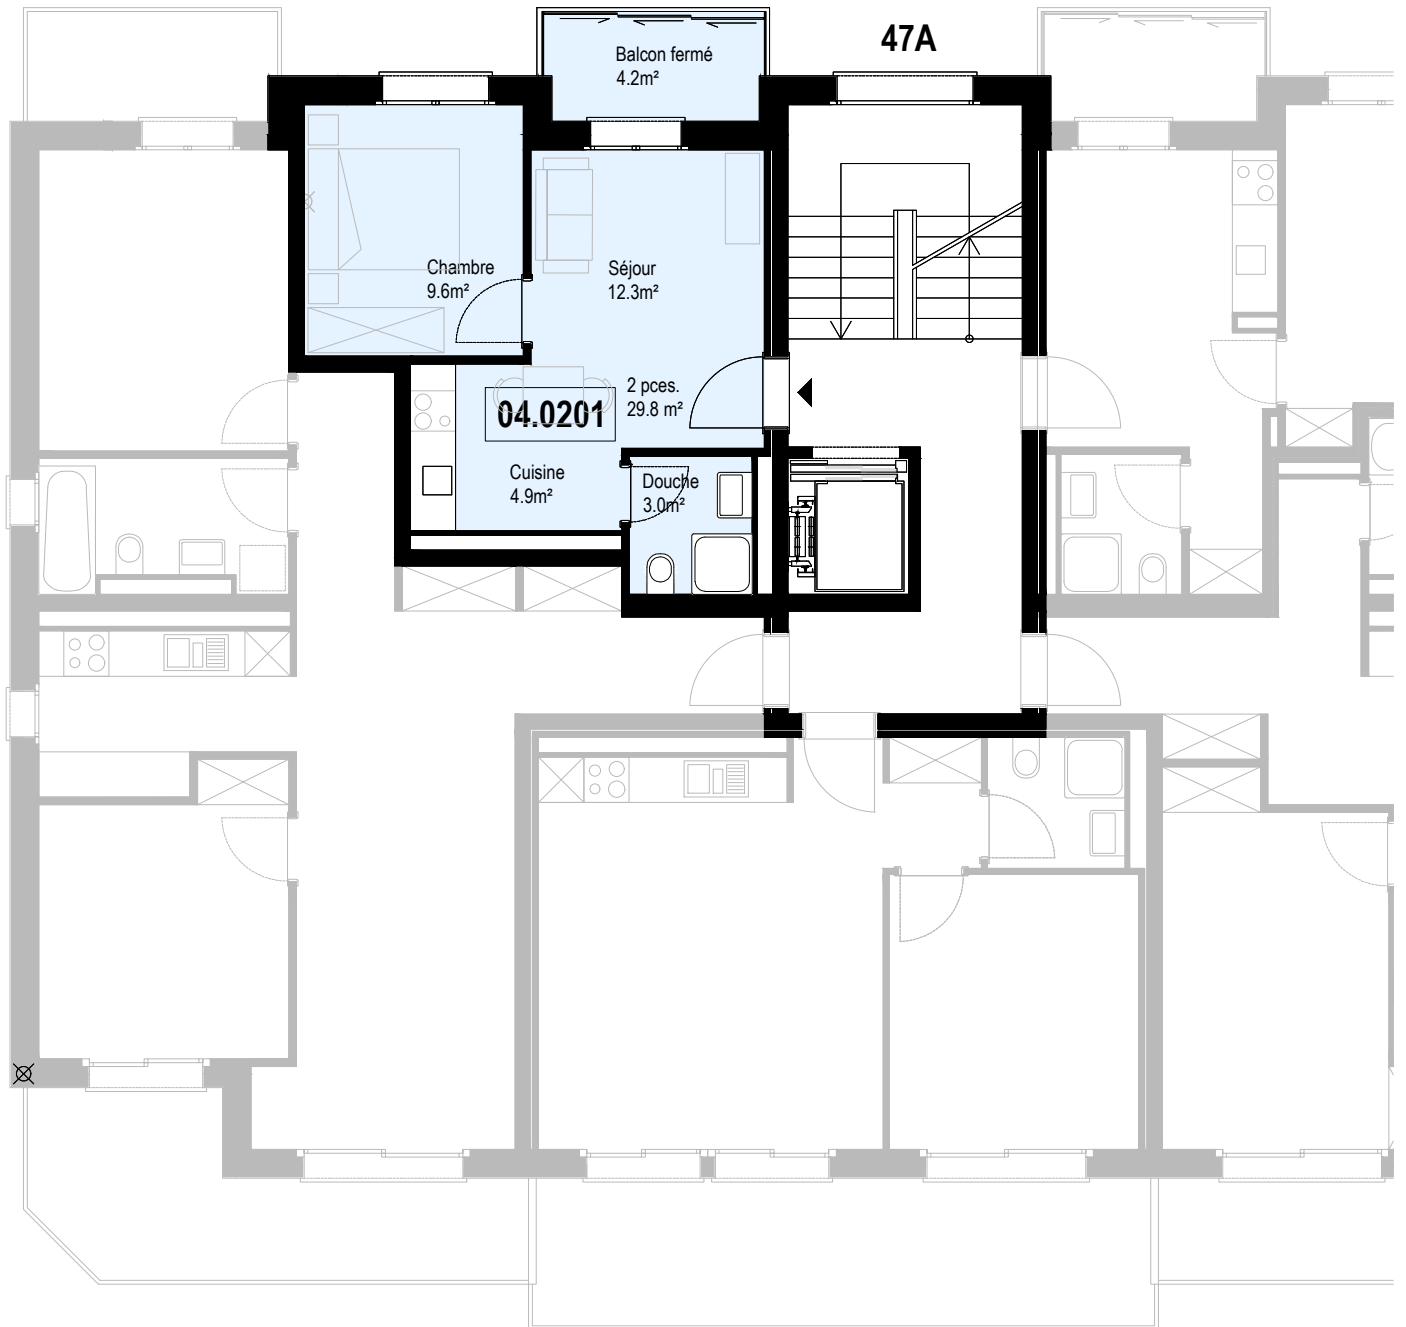 47A
Balcon fermé
4.2m²
Chambre
9.6m²
Séjour
12.3m²
2 pces.
29.8 m²
04.0201
Cuisine
4.9m²
Douche
3.0m²